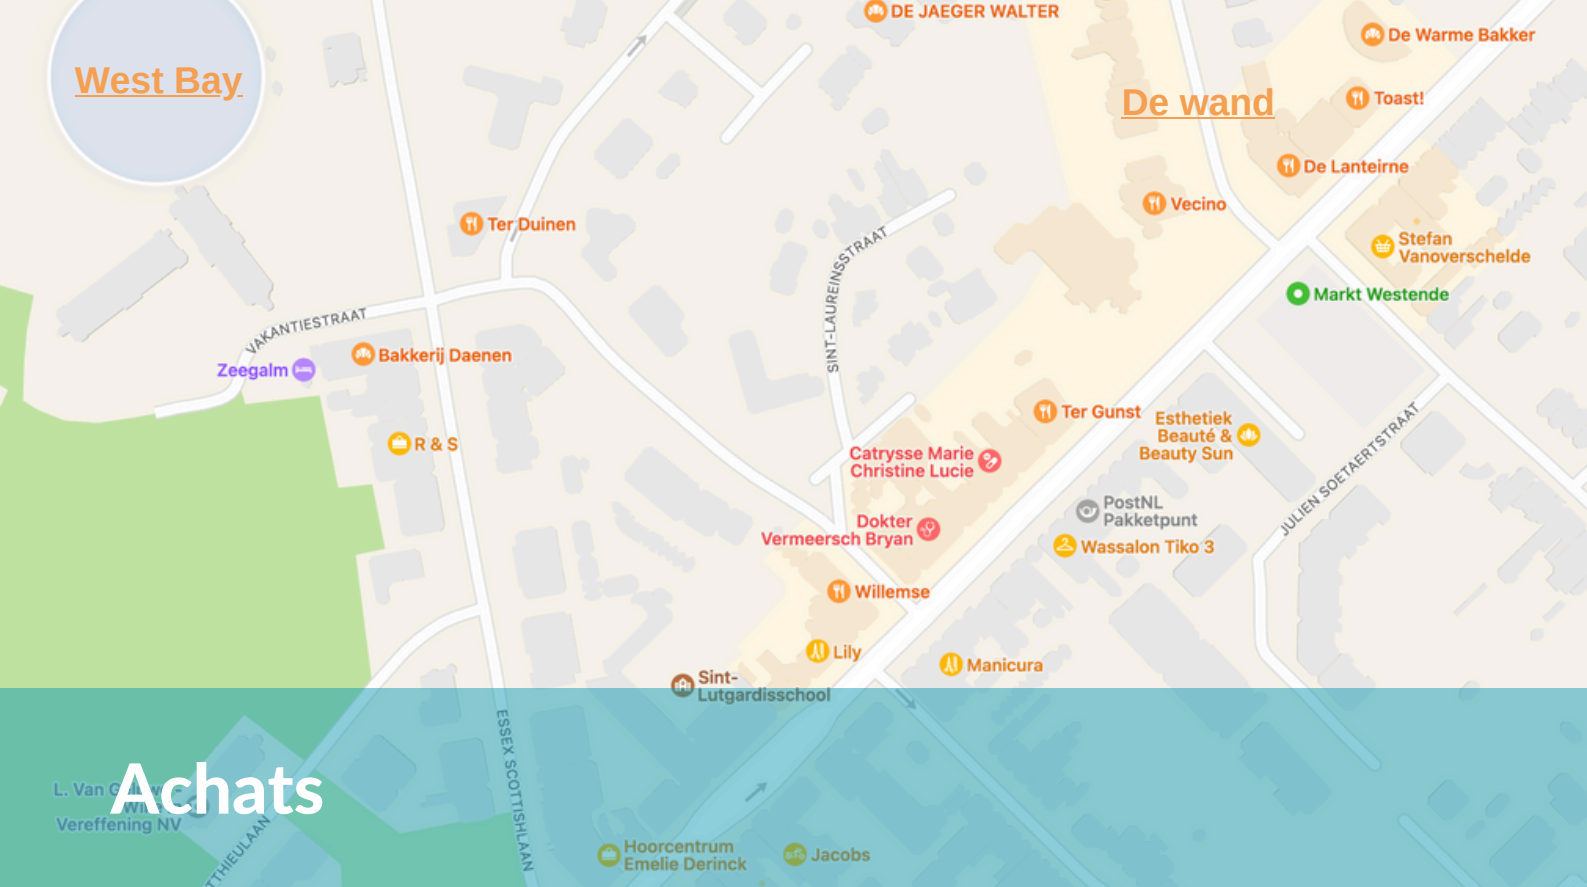 DE JAEGER WALTER
De Warme Bakker
West Bay
De wand
Toast!
De Lanteirne
Vecino
Ter Duinen
Stefan
Vanoverschelde
SINT-LAUREINSSTRAAT
Markt Westende
VAKANTIESTRAAT
Bakkerij Daenen
Zeegalm
Ter Gunst
Esthetiek
Beauté &
Beauty Sun
R & S
Catrysse Marie
Christine Lucie
JULIEN SOETAERTSTRAAT
PostNL
Pakketpunt
Dokter
Vermeersch Bryan
Wassalon Tiko 3
Willemse
Lily
Manicura
Sint-
Lutgardisschool
ESSEX SCOTTISHLAAN
Achats
L. Van
Vereffening NV
Hoorcentrum
Emelie Derinck
Jacobs